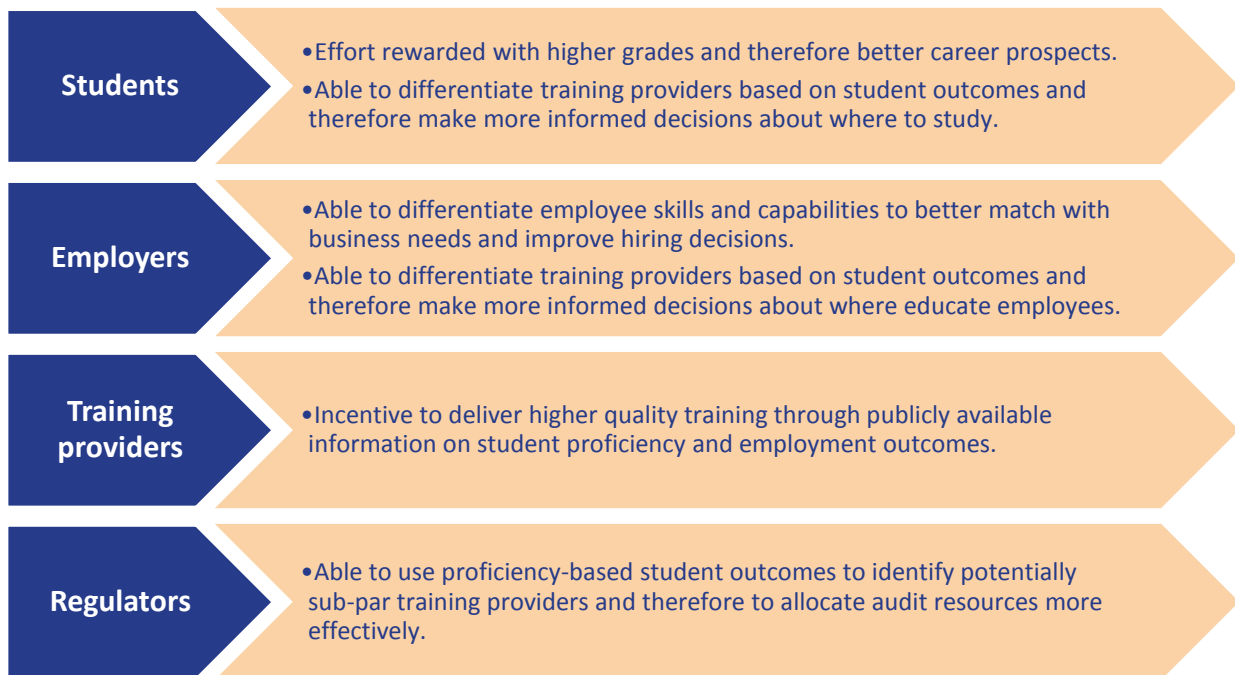 Students
•Effort rewarded with higher grades and therefore better career prospects.
•Able to differentiate training providers based on student outcomes and
therefore make more informed decisions about where to study.
Employers
•Able to differentiate employee skills and capabilities to better match with
business needs and improve hiring decisions.
•Able to differentiate training providers based on student outcomes and
therefore make more informed decisions about where educate employees.
Training
providers
•Incentive to deliver higher quality training through publicly available
information on student proficiency and employment outcomes.
Regulators
•Able to use proficiency-based student outcomes to identify potentially
sub-par training providers and therefore to allocate audit resources more
effectively.